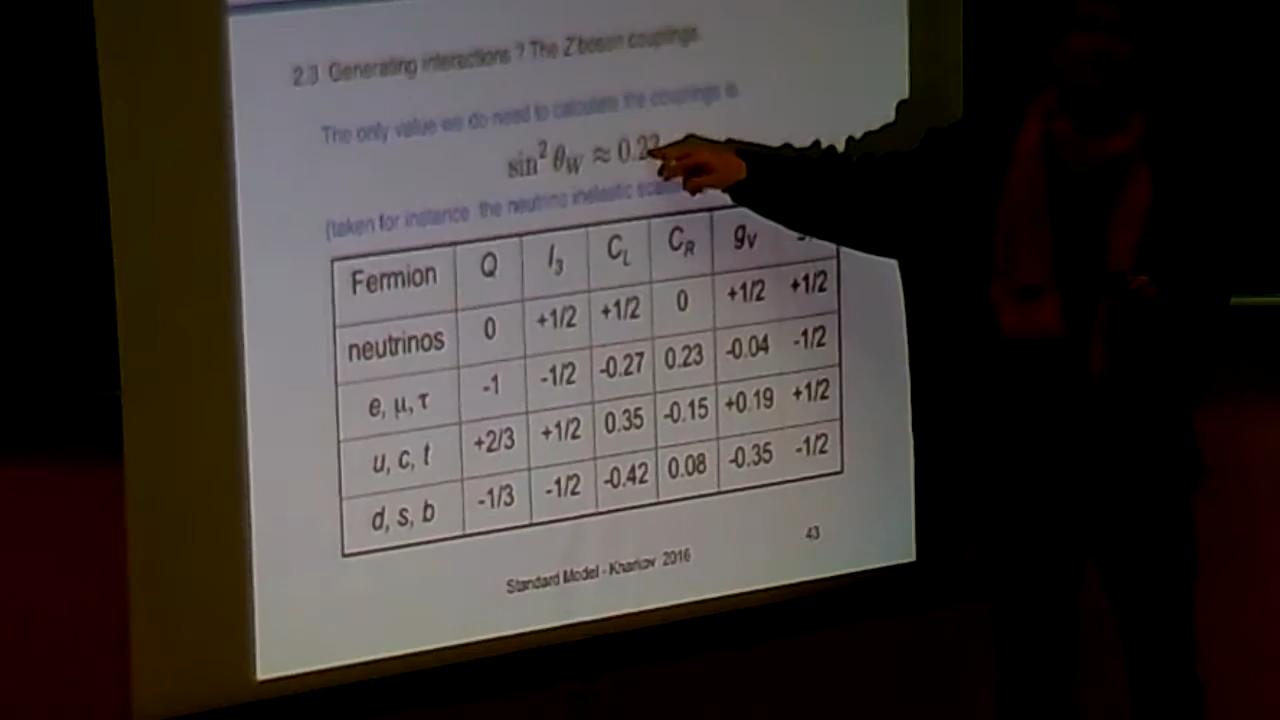 2.3 Generating interactions ? The Z boson couplings
The only value we do need to calculate the couplings is
sin² θW ≈ 0.23
(taken for instance the neutrino inelastic
Fermion Q I3 CL CR gV
neutrinos 0 +1/2 +1/2 0 +1/2 +1/2
e, μ, τ -1 -1/2 -0.27 0.23 -0.04 -1/2
u, c, t +2/3 +1/2 0.35 -0.15 +0.19 +1/2
d, s, b -1/3 -1/2 -0.42 0.08 -0.35 -1/2
43
Standard Model - Kharkov 2016